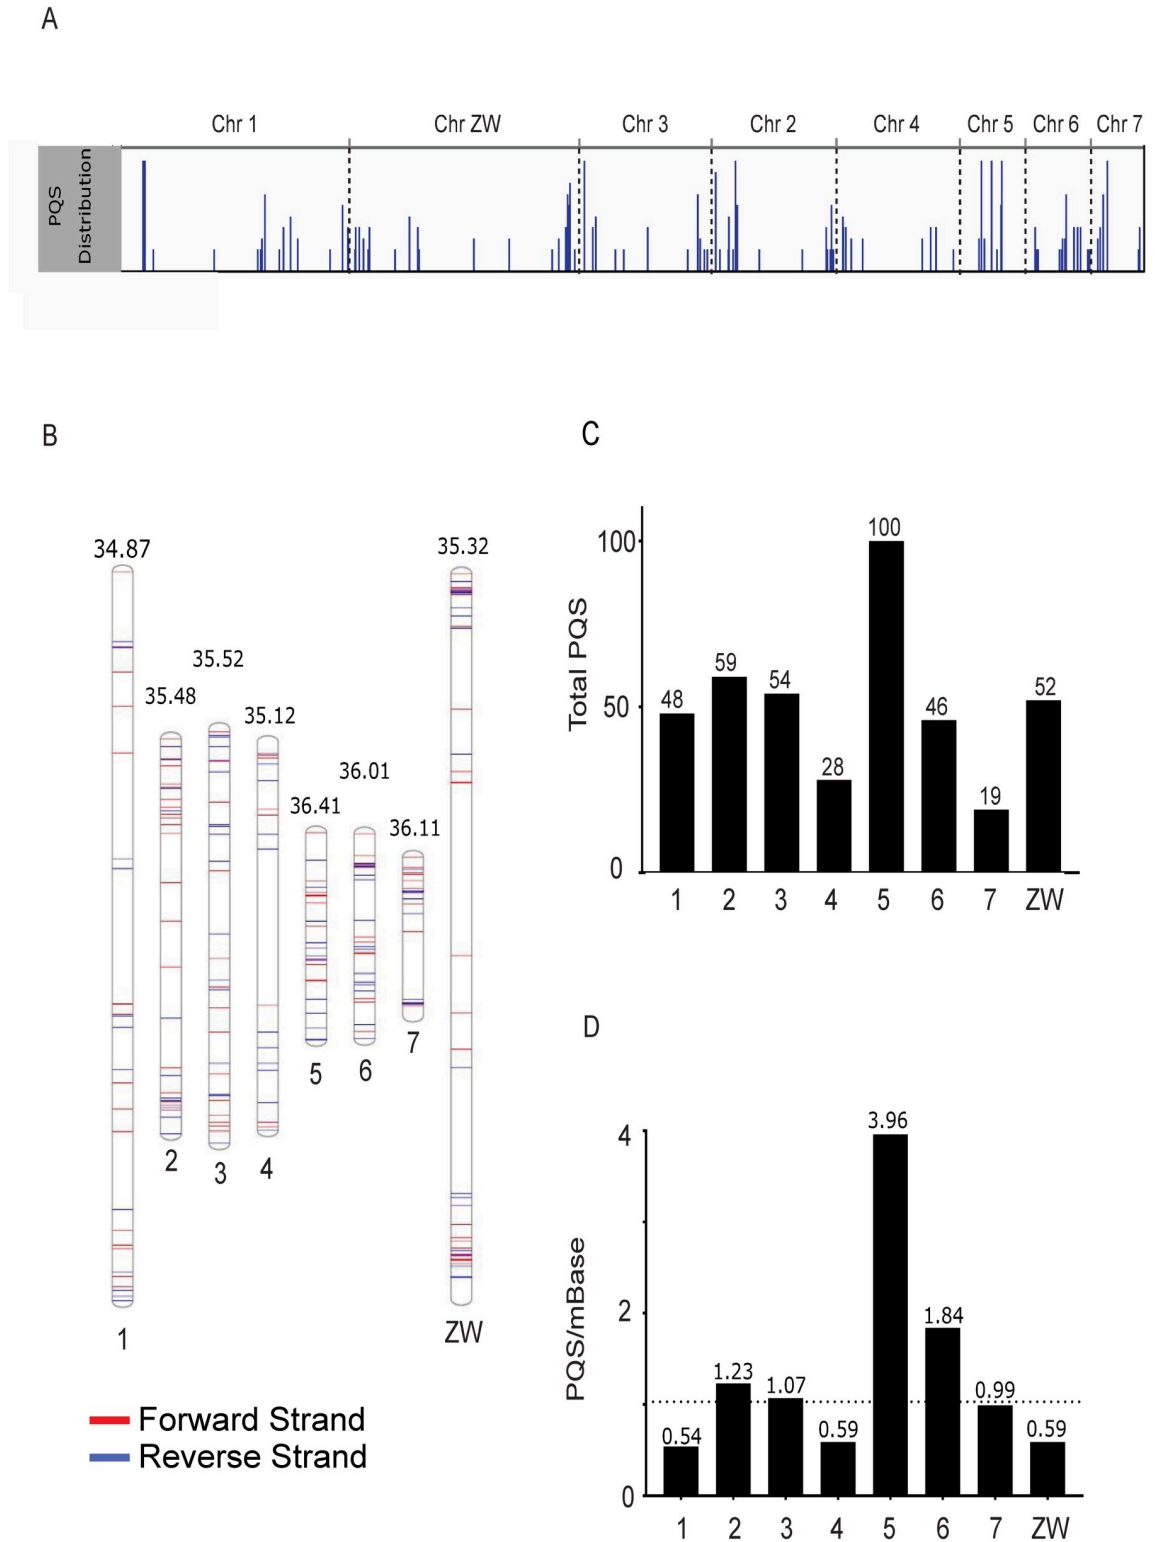 A
Chr 1 Chr ZW Chr 3 Chr 2 Chr 4 Chr 5 Chr 6 Chr 7
PQS
Distribution
B
34.87
35.48
35.52
35.12
36.41
36.01
36.11
35.32
1
2
3
4
5
6
7
ZW
Forward Strand
Reverse Strand
C
Total PQS
100
50
0
48
59
54
28
100
46
19
52
1 2 3 4 5 6 7 ZW
D
PQS/mBase
4
2
0
0.54
1.23
1.07
0.59
3.96
1.84
0.99
0.59
1 2 3 4 5 6 7 ZW